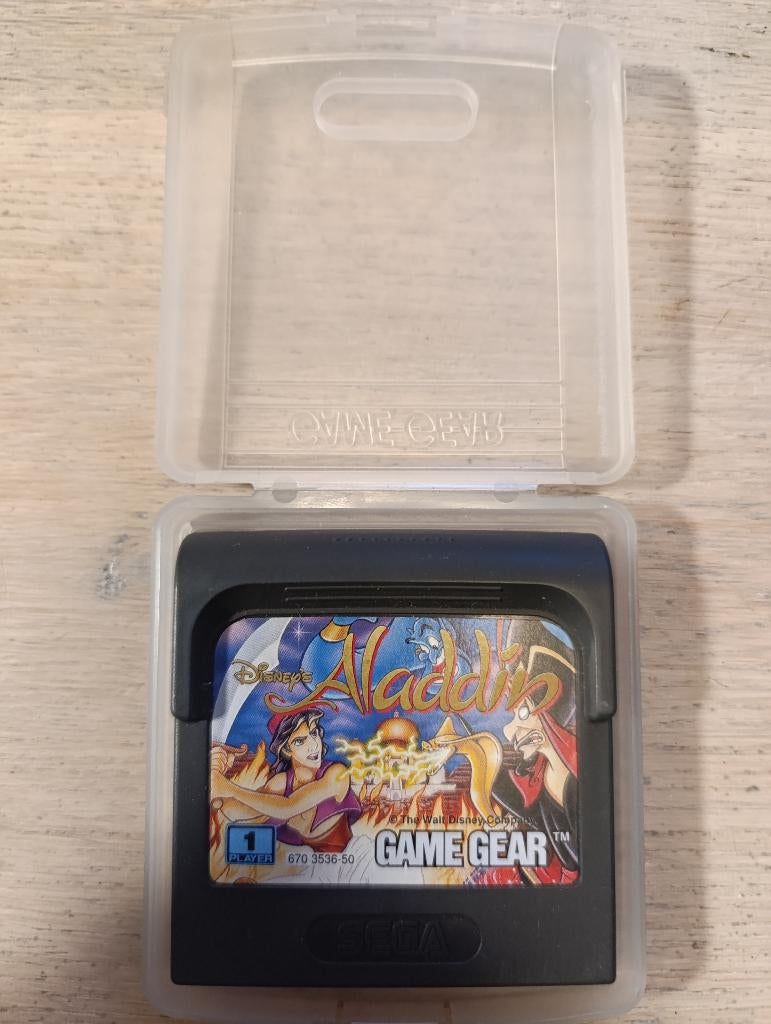 GAME GEAR
Disney's Aladdin
© The Walt Disney Company
1
PLAYER
670 3536-50
GAME GEAR™
SEGA